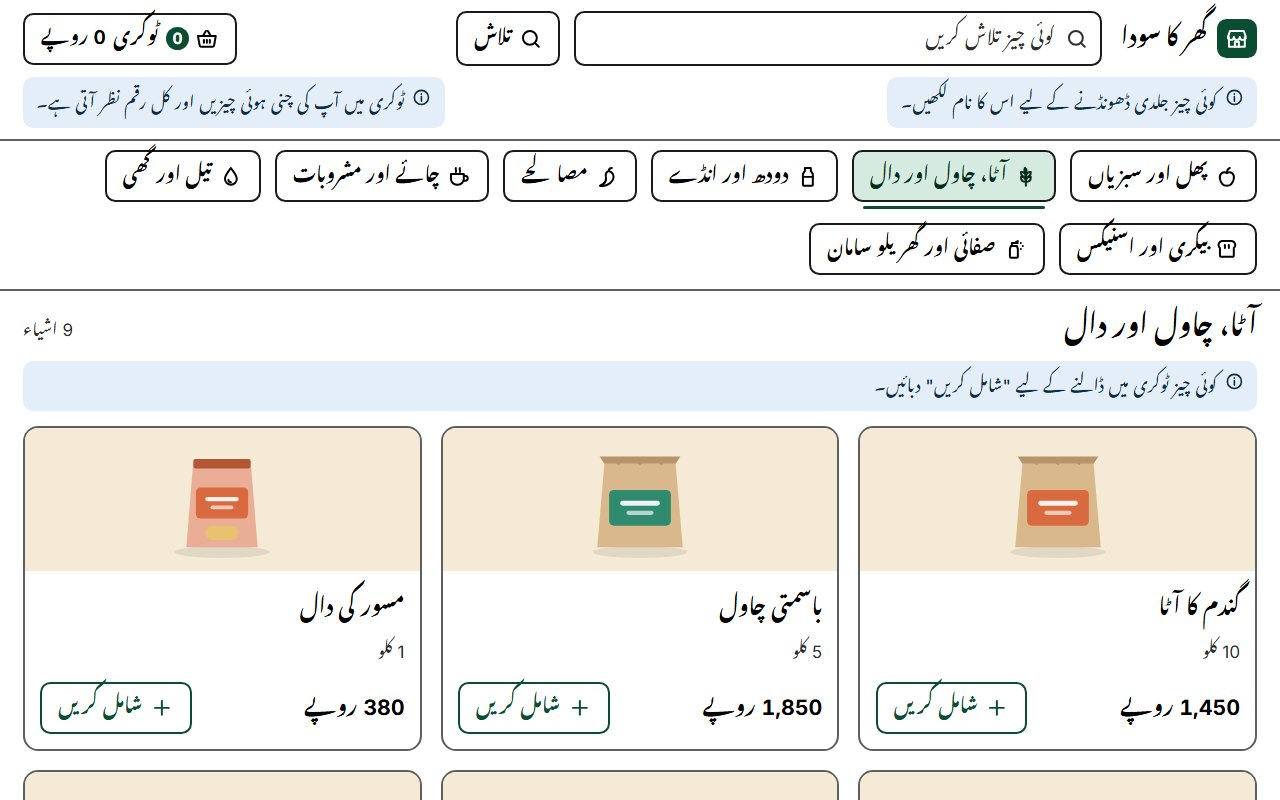 گھر کا سودا
کوئی چیز تلاش کریں
تلاش
ٹوکری 0 0 روپے
کوئی چیز جلدی ڈھونڈنے کے لیے اس کا نام لکھیں۔
ٹوکری میں آپ کی چنی ہوئی چیزیں اور کل رقم نظر آتی ہے۔
پھل اور سبزیاں
آٹا، چاول اور دال
دودھ اور انڈے
مصالحے
چائے اور مشروبات
تیل اور گھی
بیکری اور اسنیکس
صفائی اور گھریلو سامان
آٹا، چاول اور دال
9 اشیاء
کوئی چیز ٹوکری میں ڈالنے کے لیے "شامل کریں" دبائیں۔
گندم کا آٹا
10 کلو
1,450 روپے
شامل کریں
باسمتی چاول
5 کلو
1,850 روپے
شامل کریں
مسور کی دال
1 کلو
380 روپے
شامل کریں